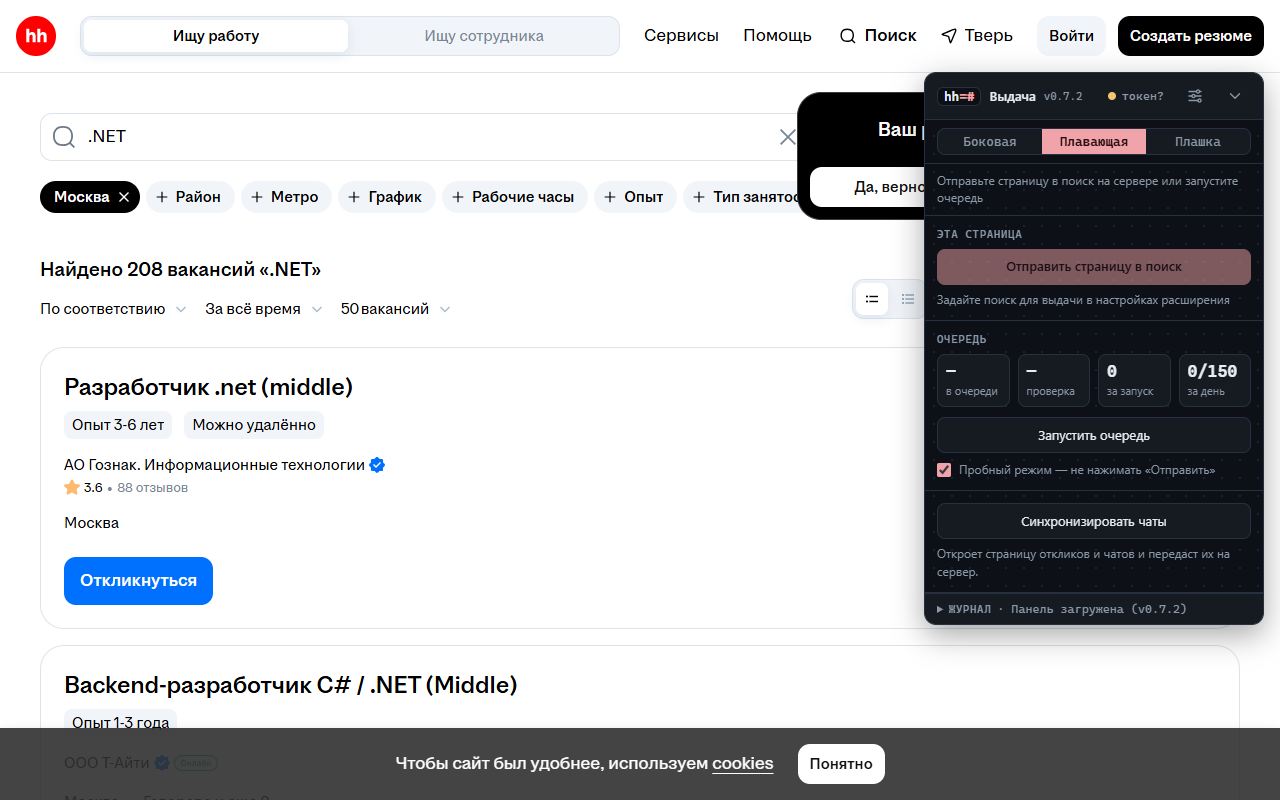 hh
Ищу работу
Ищу сотрудника
Сервисы
Помощь
Поиск
Тверь
Войти
Создать резюме
.NET
Москва
Район
Метро
График
Рабочие часы
Опыт
Ваш
Да, верно
Найдено 208 вакансий «.NET»
По соответствию
За всё время
50 вакансий
Разработчик .net (middle)
Опыт 3-6 лет
Можно удалённо
АО Гознак. Информационные технологии
3.6 • 88 отзывов
Москва
Откликнуться
Backend-разработчик C# / .NET (Middle)
Опыт 1-3 года
ООО Т-Айти
Онлайн
Чтобы сайт был удобнее, используем cookies
Понятно
hh=#
Выдача v0.7.2
токен?
Боковая
Плавающая
Плашка
Отправьте страницу в поиск на сервере или запустите
очередь
ЭТА СТРАНИЦА
Отправить страницу в поиск
Задайте поиск для выдачи в настройках расширения
ОЧЕРЕДЬ
—
в очереди
—
проверка
0
за запуск
0/150
за день
Запустить очередь
Пробный режим — не нажимать «Отправить»
Синхронизировать чаты
Откроет страницу откликов и чатов и передаст их на
сервер.
ЖУРНАЛ · Панель загружена (v0.7.2)